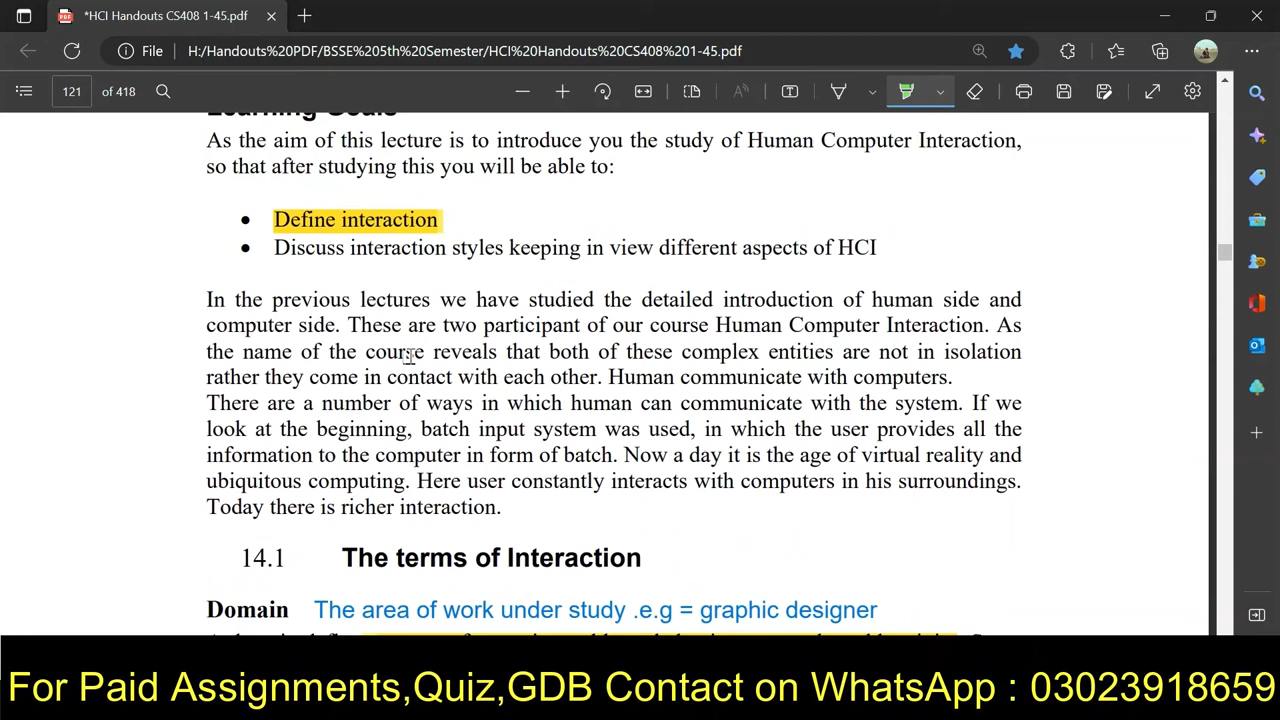 *HCI Handouts CS408 1-45.pdf
File H:/Handouts%20PDF/BSSE%205th%20Semester/HCI%20Handouts%20CS408%201-45.pdf
121 of 418
Learning Goals
As the aim of this lecture is to introduce you the study of Human Computer Interaction,
so that after studying this you will be able to:
• Define interaction
• Discuss interaction styles keeping in view different aspects of HCI
In the previous lectures we have studied the detailed introduction of human side and
computer side. These are two participant of our course Human Computer Interaction. As
the name of the course reveals that both of these complex entities are not in isolation
rather they come in contact with each other. Human communicate with computers.
There are a number of ways in which human can communicate with the system. If we
look at the beginning, batch input system was used, in which the user provides all the
information to the computer in form of batch. Now a day it is the age of virtual reality and
ubiquitous computing. Here user constantly interacts with computers in his surroundings.
Today there is richer interaction.
14.1 The terms of Interaction
Domain The area of work under study .e.g = graphic designer
For Paid Assignments,Quiz,GDB Contact on WhatsApp : 03023918659